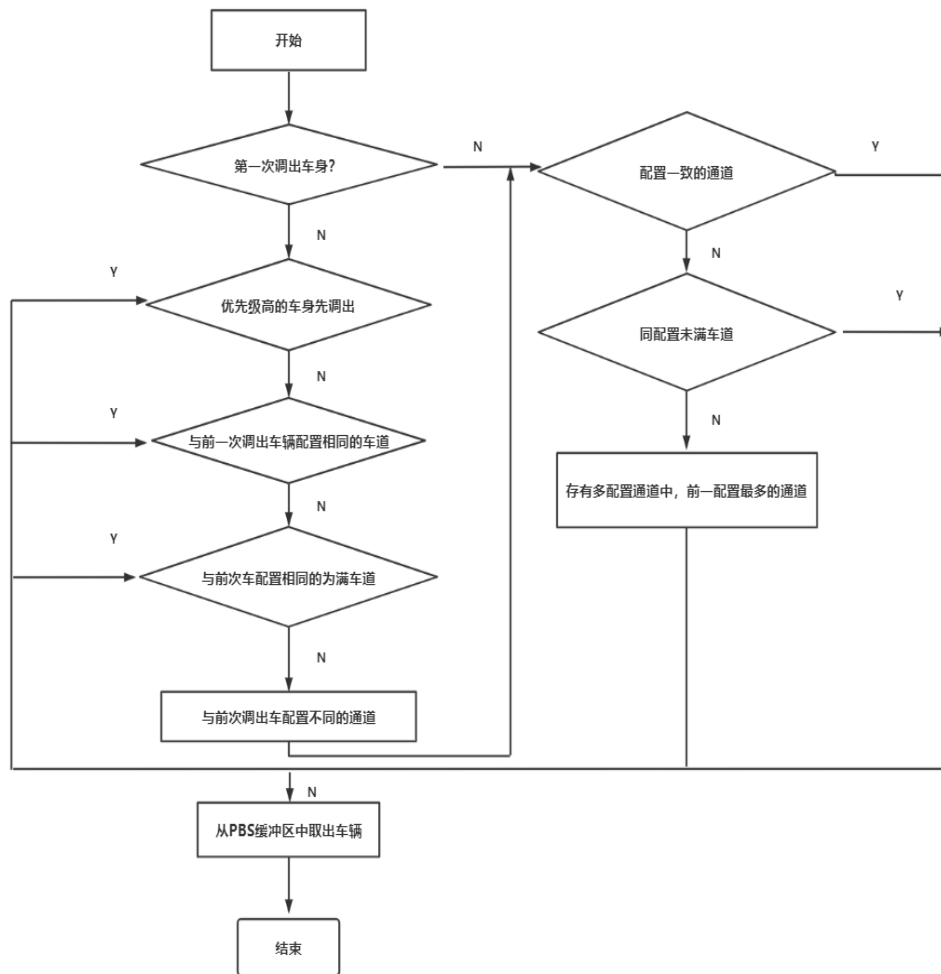 开始
第一次调出车身?
N
配置一致的通道
Y
N
N
Y
优先级高的车身先调出
Y
同配置未满车道
N
Y
与前一次调出车辆配置相同的车道
N
存有多配置通道中，前一配置最多的通道
N
Y
与前次车配置相同的为满车道
N
与前次调出车配置不同的通道
N
从PBS缓冲区中取出车辆
结束